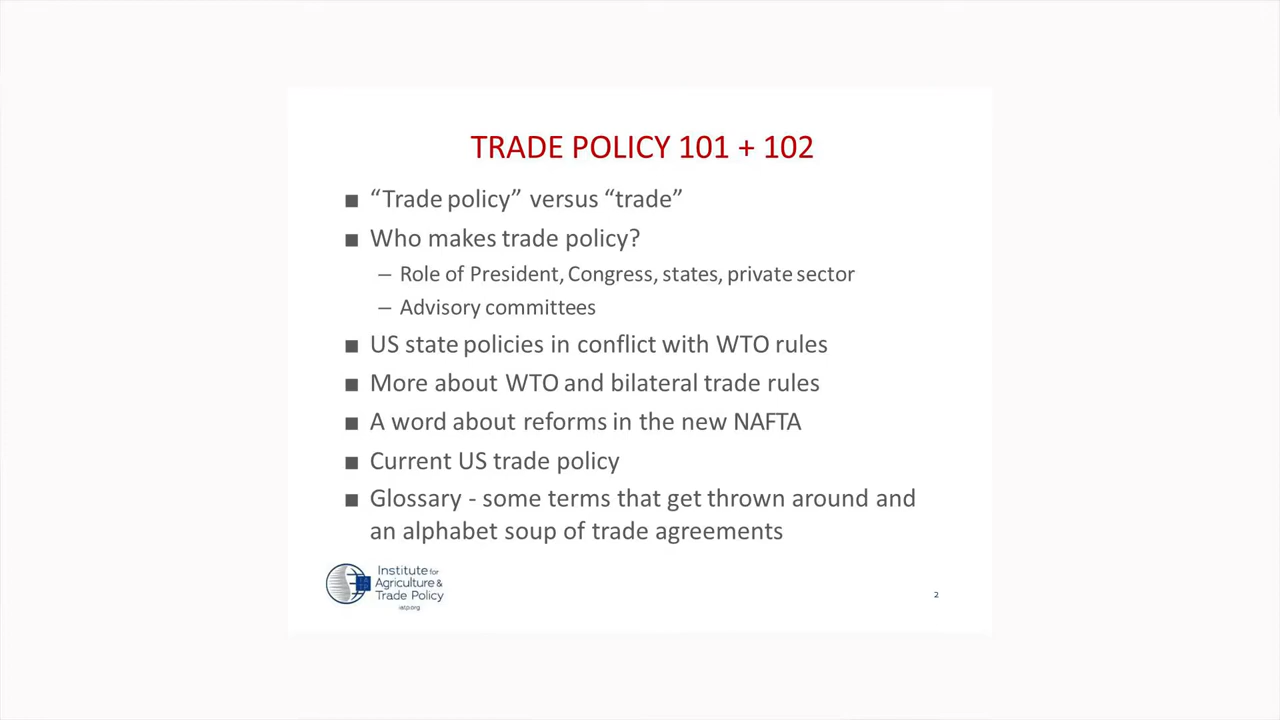 TRADE POLICY 101 + 102
■ “Trade policy” versus “trade”
■ Who makes trade policy?
– Role of President, Congress, states, private sector
– Advisory committees
■ US state policies in conflict with WTO rules
■ More about WTO and bilateral trade rules
■ A word about reforms in the new NAFTA
■ Current US trade policy
■ Glossary - some terms that get thrown around and
an alphabet soup of trade agreements
Institute for
Agriculture &
Trade Policy
iatp.org
2